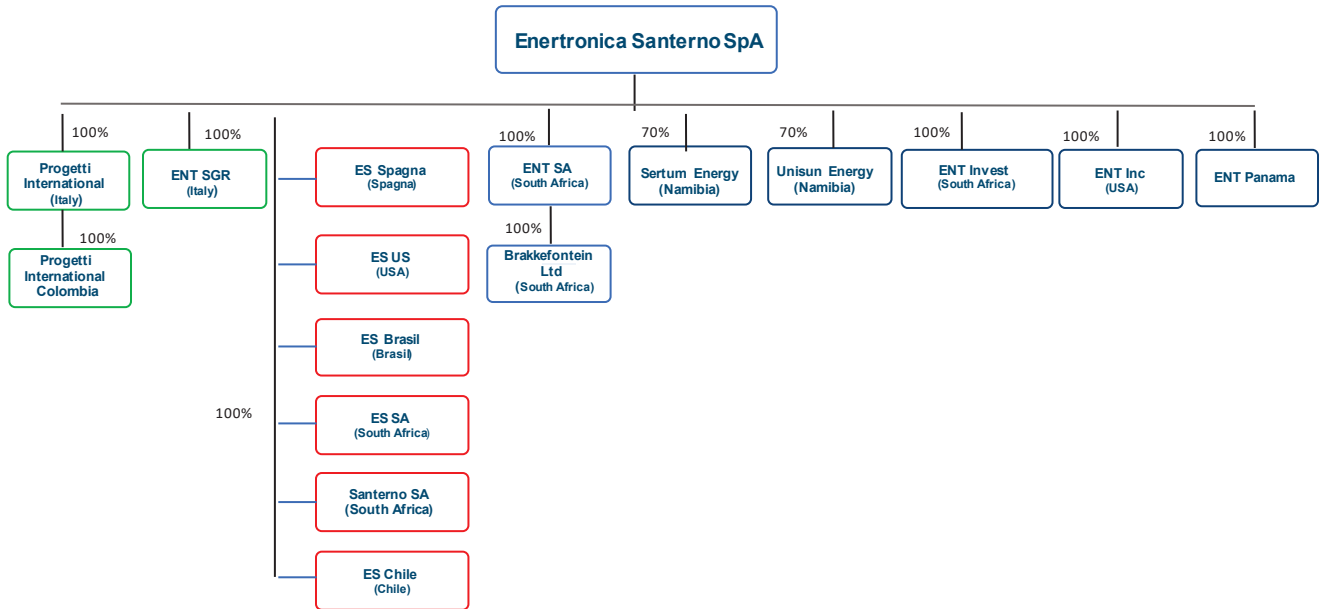 Enertronica Santerno SpA
100%
100%
100%
70%
70%
100%
100%
100%
Progetti
International
(Italy)
ENT SGR
(Italy)
ES Spagna
(Spagna)
ENT SA
(South Africa)
Sertum Energy
(Namibia)
Unisun Energy
(Namibia)
ENT Invest
(South Africa)
ENT Inc
(USA)
ENT Panama
100%
Progetti
International
Colombia
ES US
(USA)
100%
Brakkefontein
Ltd
(South Africa)
ES Brasil
(Brasil)
100%
ES SA
(South Africa)
Santerno SA
(South Africa)
ES Chile
(Chile)